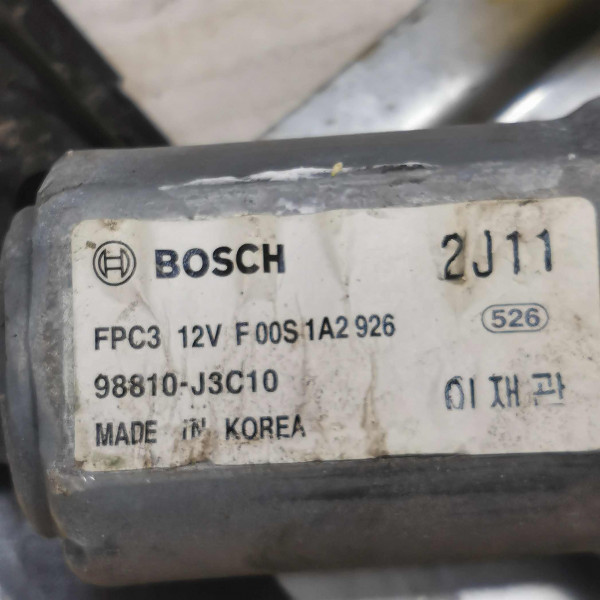 BOSCH 2J11
FPC3 12V F 00S 1A2 926 526
98810-J3C10 이재관
MADE IN KOREA